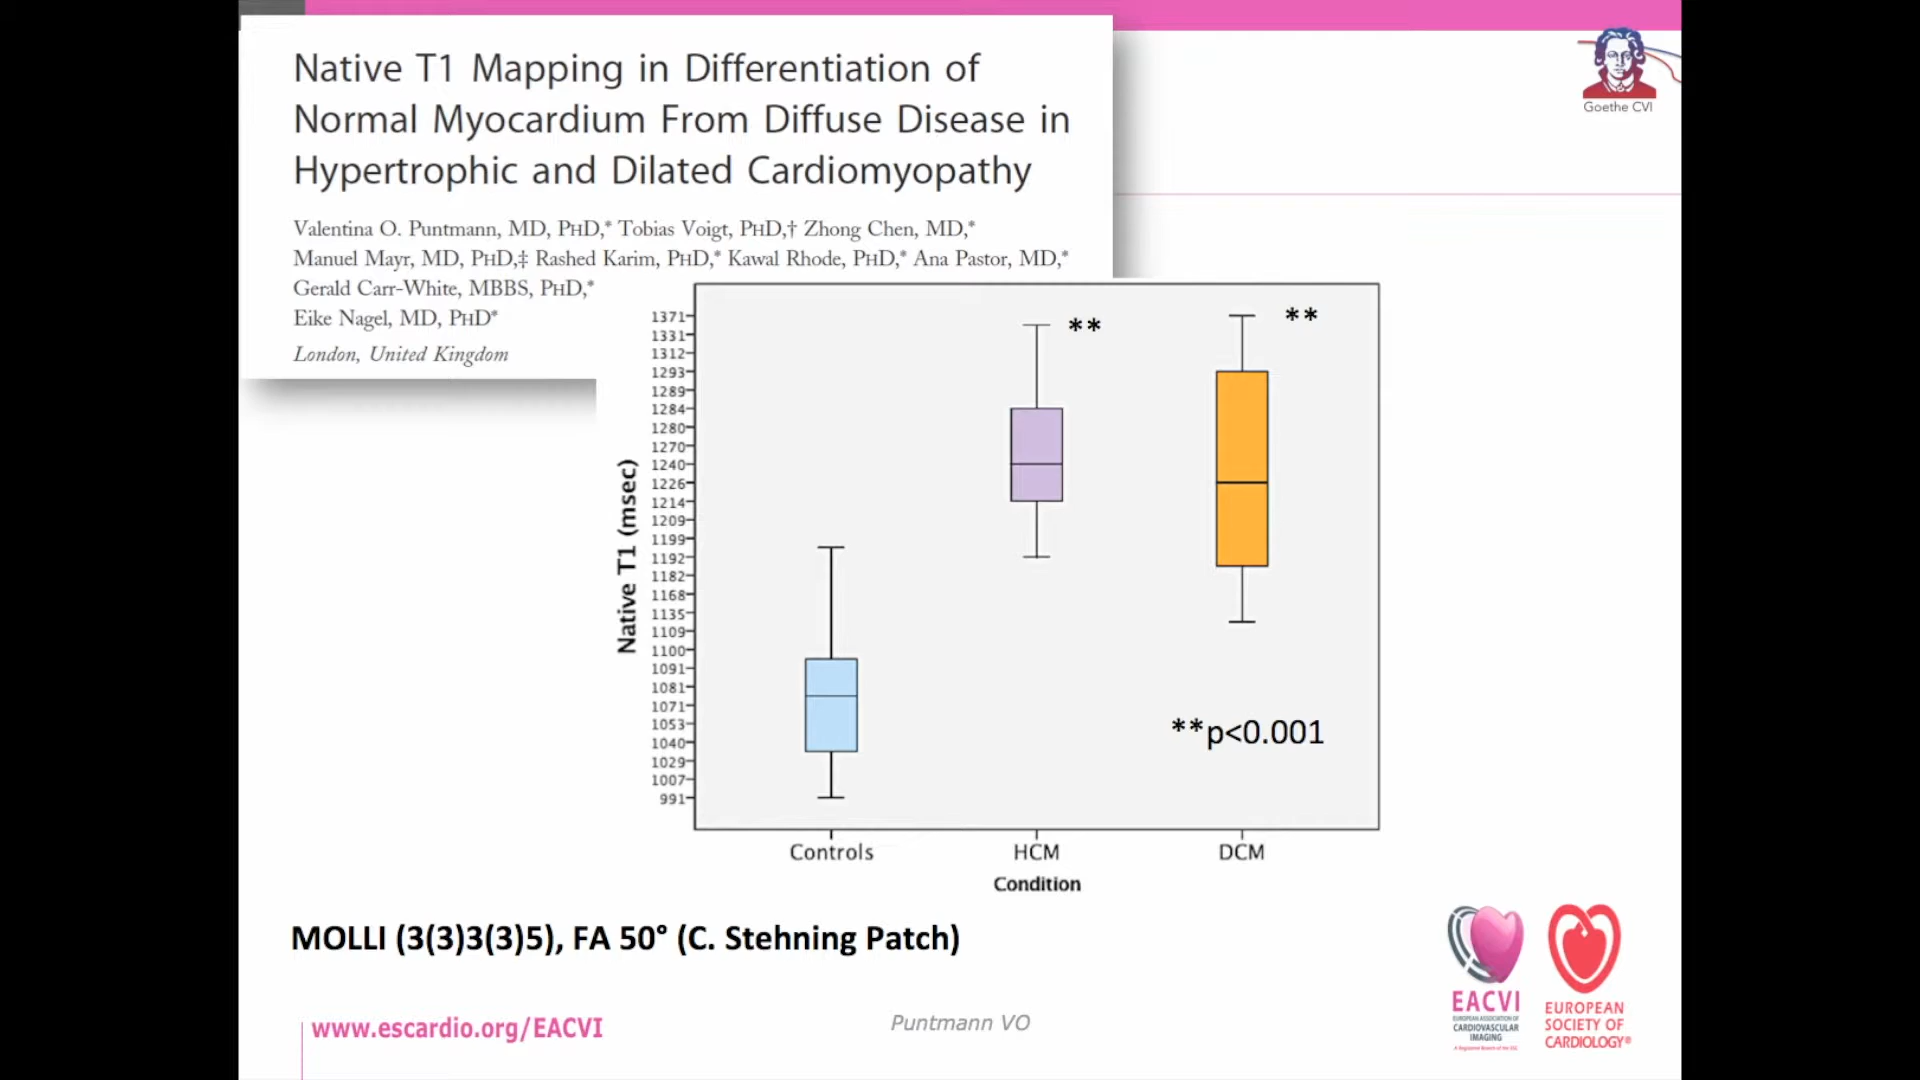 Native T1 Mapping in Differentiation of
Normal Myocardium From Diffuse Disease in
Hypertrophic and Dilated Cardiomyopathy
Valentina O. Puntmann, MD, PHD,* Tobias Voigt, PHD,† Zhong Chen, MD,*
Manuel Mayr, MD, PHD,‡ Rashed Karim, PHD,* Kawal Rhode, PHD,* Ana Pastor, MD,*
Gerald Carr-White, MBBS, PHD,*
Eike Nagel, MD, PHD*
London, United Kingdom
Goethe CVI
Native T1 (msec)
1371
1331
1312
1293
1289
1284
1280
1270
1240
1226
1214
1209
1199
1192
1182
1168
1135
1109
1100
1091
1081
1071
1053
1040
1029
1007
991
**
**
**p<0.001
Controls HCM DCM
Condition
MOLLI (3(3)3(3)5), FA 50° (C. Stehning Patch)
www.escardio.org/EACVI
Puntmann VO
EACVI
EUROPEAN ASSOCIATION OF
CARDIOVASCULAR
IMAGING
A Registered Branch of the ESC
EUROPEAN
SOCIETY OF
CARDIOLOGY®